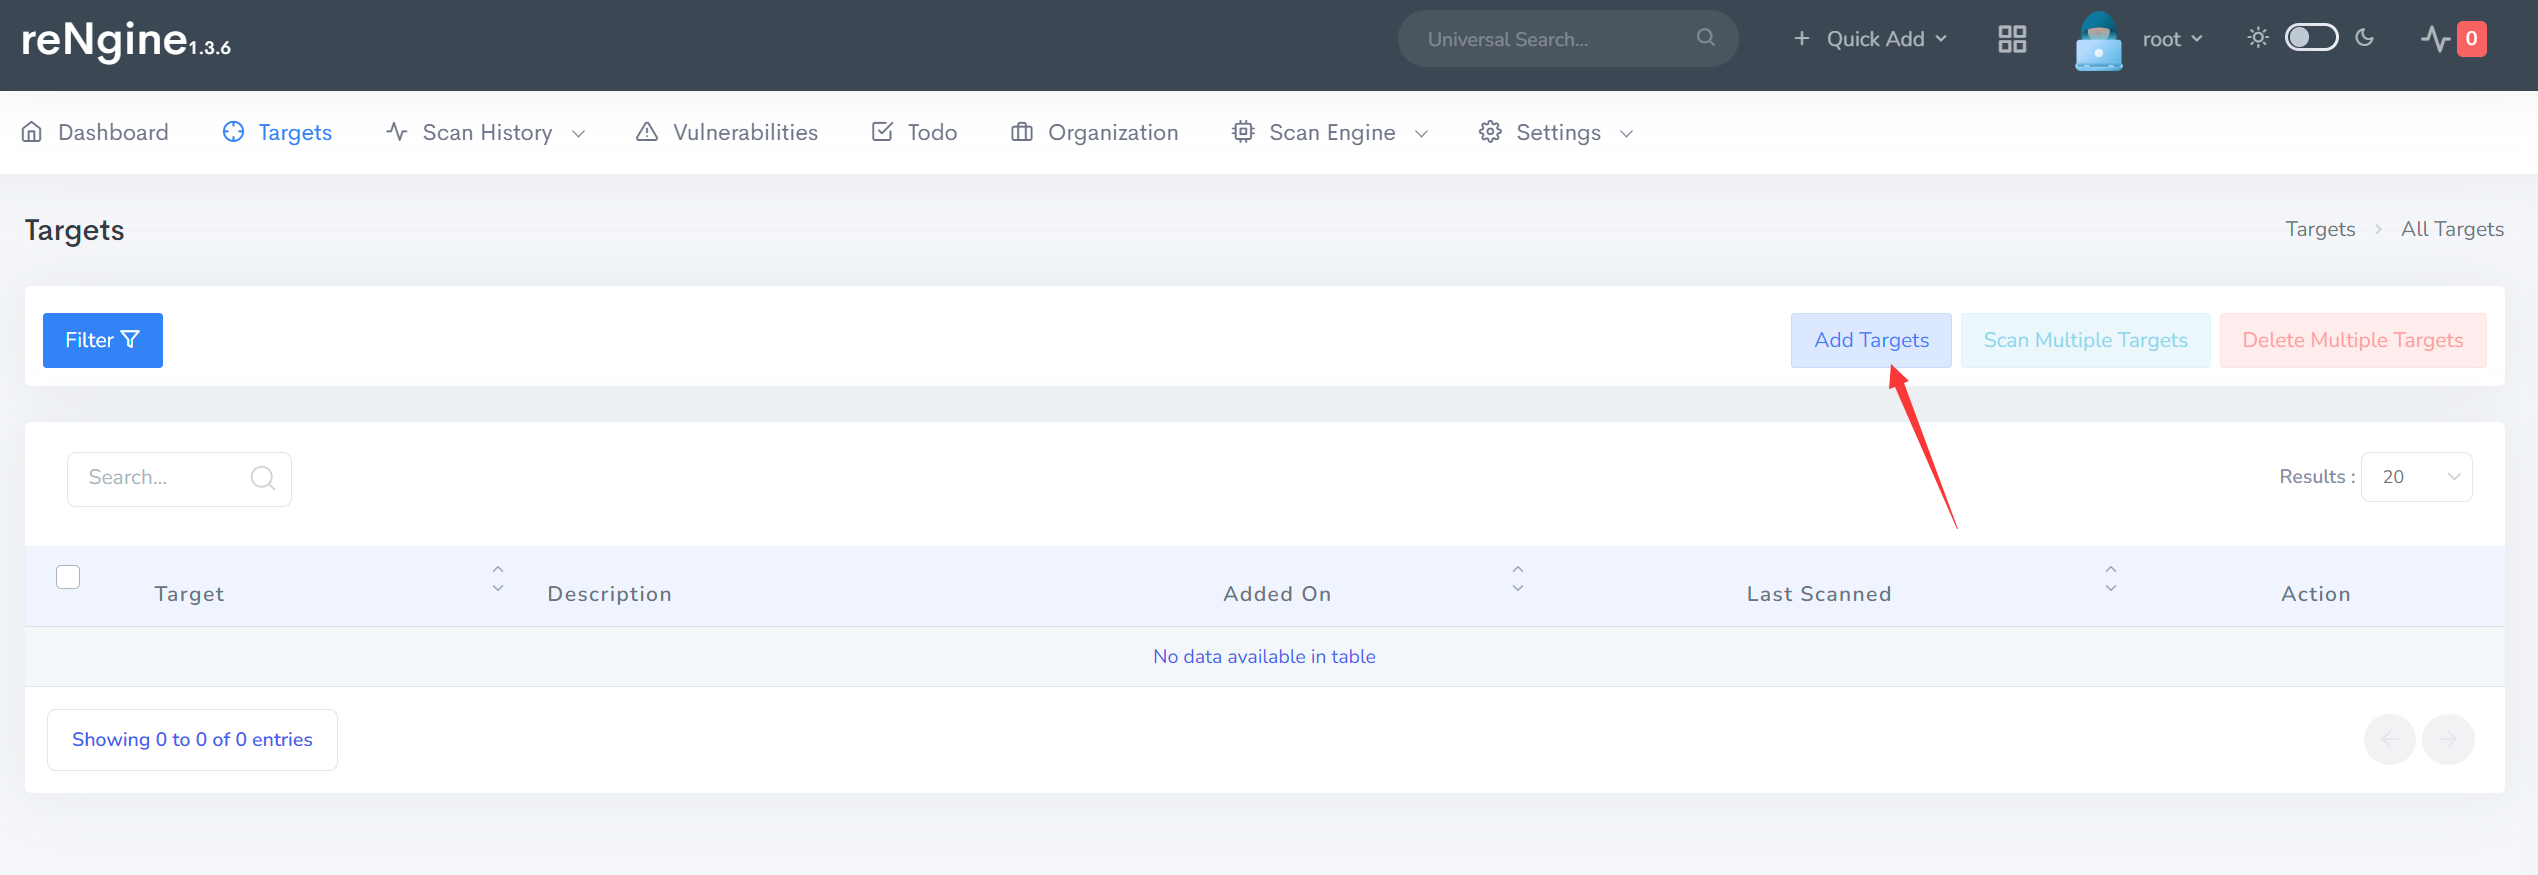 reNgine1.3.6
Universal Search...
Quick Add
root
0
Dashboard
Targets
Scan History
Vulnerabilities
Todo
Organization
Scan Engine
Settings
Targets
Targets
All Targets
Filter
Add Targets
Scan Multiple Targets
Delete Multiple Targets
Search...
Results :
20
Target
Description
Added On
Last Scanned
Action
No data available in table
Showing 0 to 0 of 0 entries